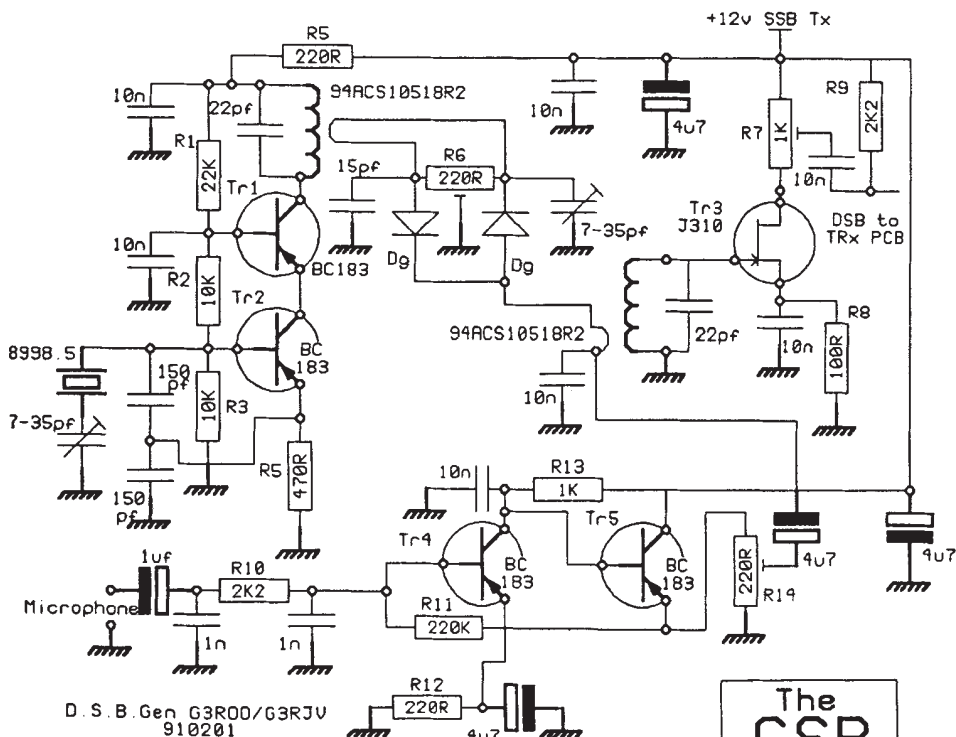 +12v SSB Tx
R5
220R
10n
22pf
94ACS10518R2
10n
4u7
R7
1K
R9
2K2
R1
22K
15pf
R6
220R
10n
Tr1
Tr3
J310
DSB to
TRx PCB
10n
BC183
Dg
Dg
7-35pf
R2
10K
Tr2
94ACS10518R2
22pf
R8
100R
10n
8998.5
BC
183
150
pf
R3
10K
10n
7-35pf
R5
470R
150
pf
10n
R13
1K
Tr4
Tr5
BC
183
BC
183
4u7
4u7
220R
R14
1uf
R10
2K2
Microphone
R11
220K
1n
1n
R12
220R
4u7
D.S.B.Gen G3ROO/G3RJV
910201
The